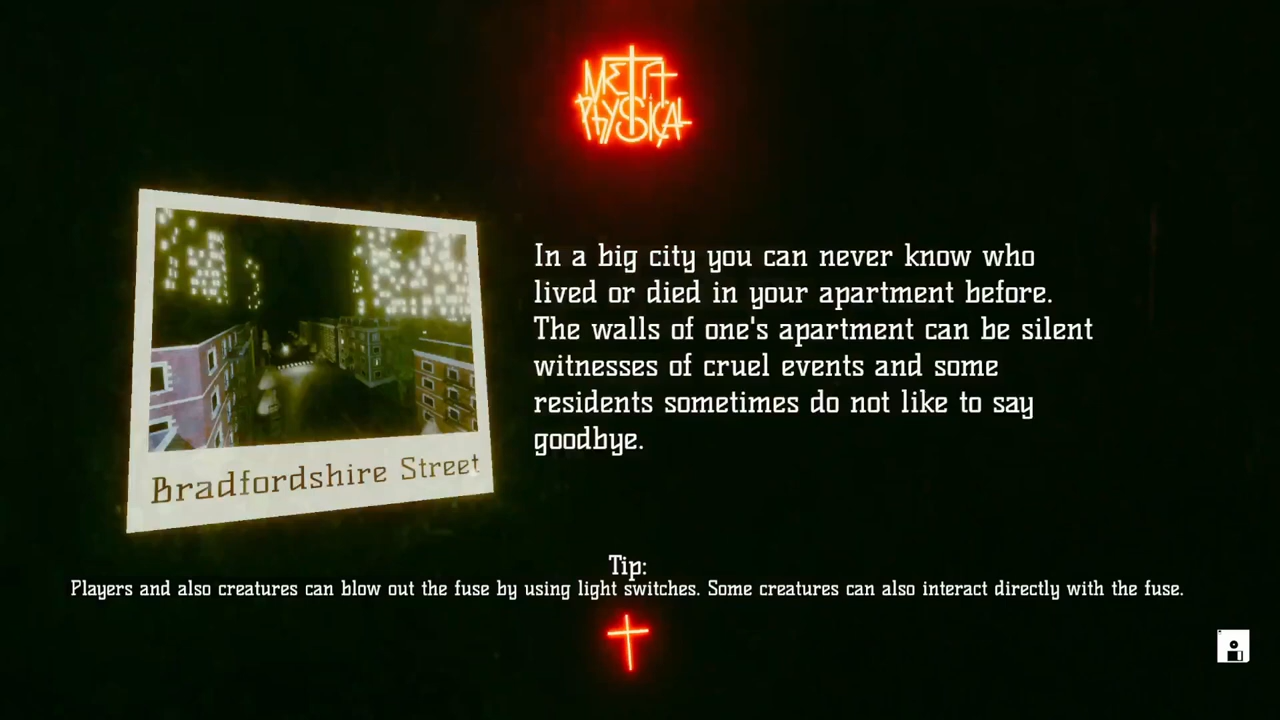 META
PHYSICAL
In a big city you can never know who
lived or died in your apartment before.
The walls of one's apartment can be silent
witnesses of cruel events and some
residents sometimes do not like to say
goodbye.
Bradfordshire Street
Tip:
Players and also creatures can blow out the fuse by using light switches. Some creatures can also interact directly with the fuse.